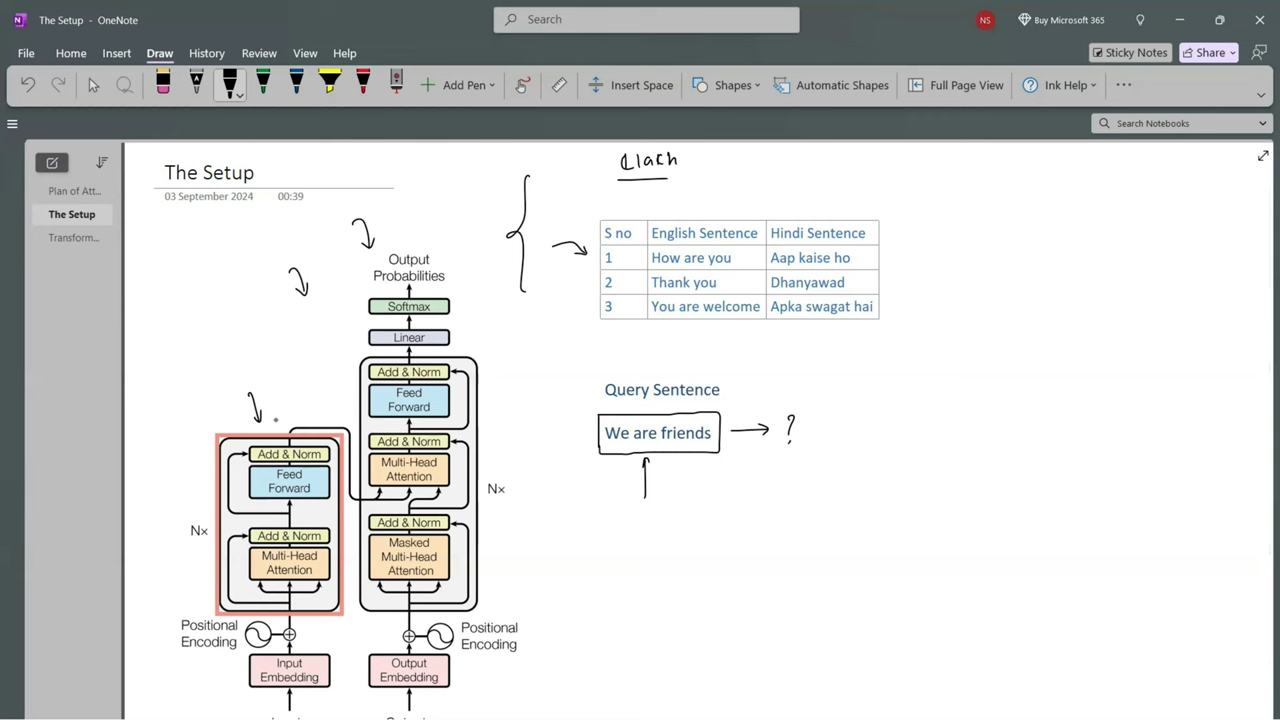 The Setup - OneNote
Search
NS
Buy Microsoft 365
File Home Insert Draw History Review View Help
Sticky Notes
Share
Add Pen
Insert Space
Shapes
Automatic Shapes
Full Page View
Ink Help
Search Notebooks
Plan of Att...
The Setup
Transform...
The Setup
03 September 2024 00:39
S no English Sentence Hindi Sentence
1 How are you Aap kaise ho
2 Thank you Dhanyawad
3 You are welcome Apka swagat hai
Query Sentence
We are friends ?
Output
Probabilities
Softmax
Linear
Add & Norm
Feed
Forward
Add & Norm
Multi-Head
Attention
Add & Norm
Masked
Multi-Head
Attention
N×
Add & Norm
Feed
Forward
Add & Norm
Multi-Head
Attention
N×
Positional
Encoding
Positional
Encoding
Input
Embedding
Output
Embedding